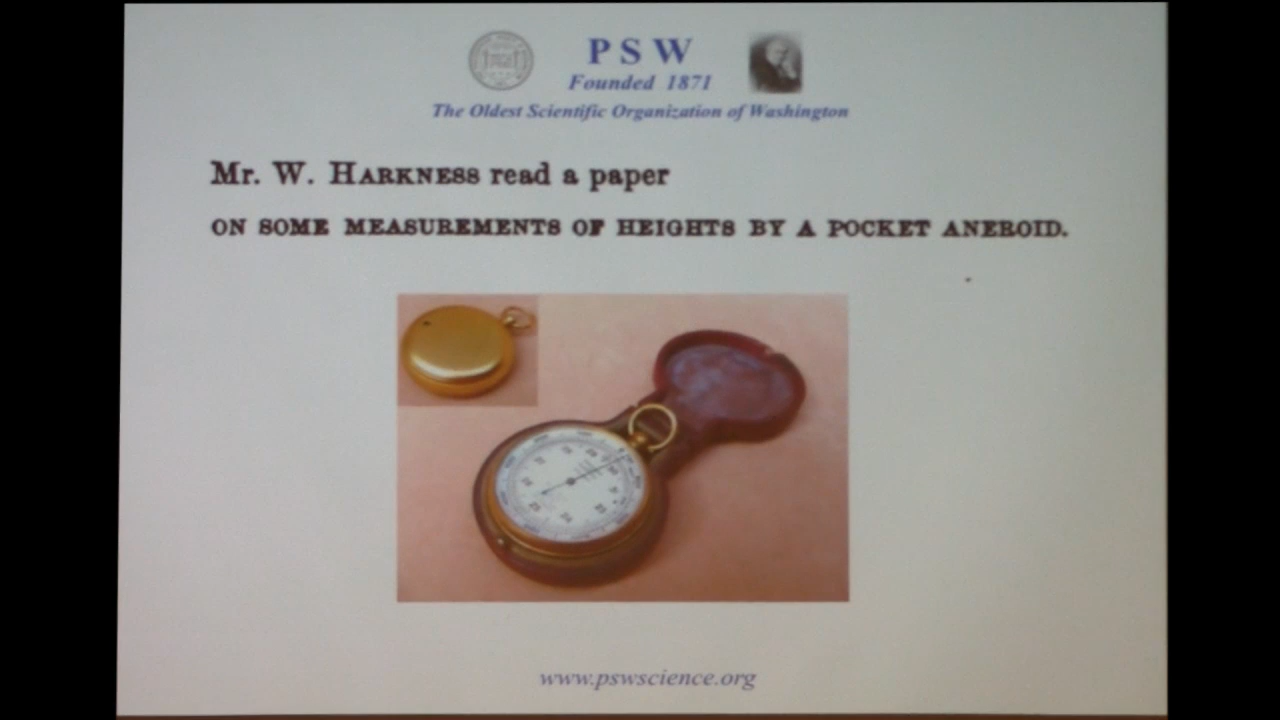 PSW
Founded 1871
The Oldest Scientific Organization of Washington
Mr. W. HARKNESS read a paper
ON SOME MEASUREMENTS OF HEIGHTS BY A POCKET ANEROID.
www.pswscience.org